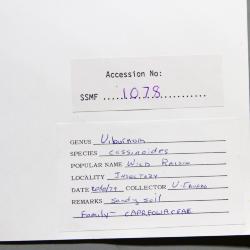 Accession No:
SSMF ..... 1078 ...........
GENUS Viburnum
SPECIES cassinoides
POPULAR NAME WILD RAISIN
LOCALITY INSECTARY
DATE COLLECTOR
REMARKS Sandy soil
Family - CAPRIFOLIACEAE